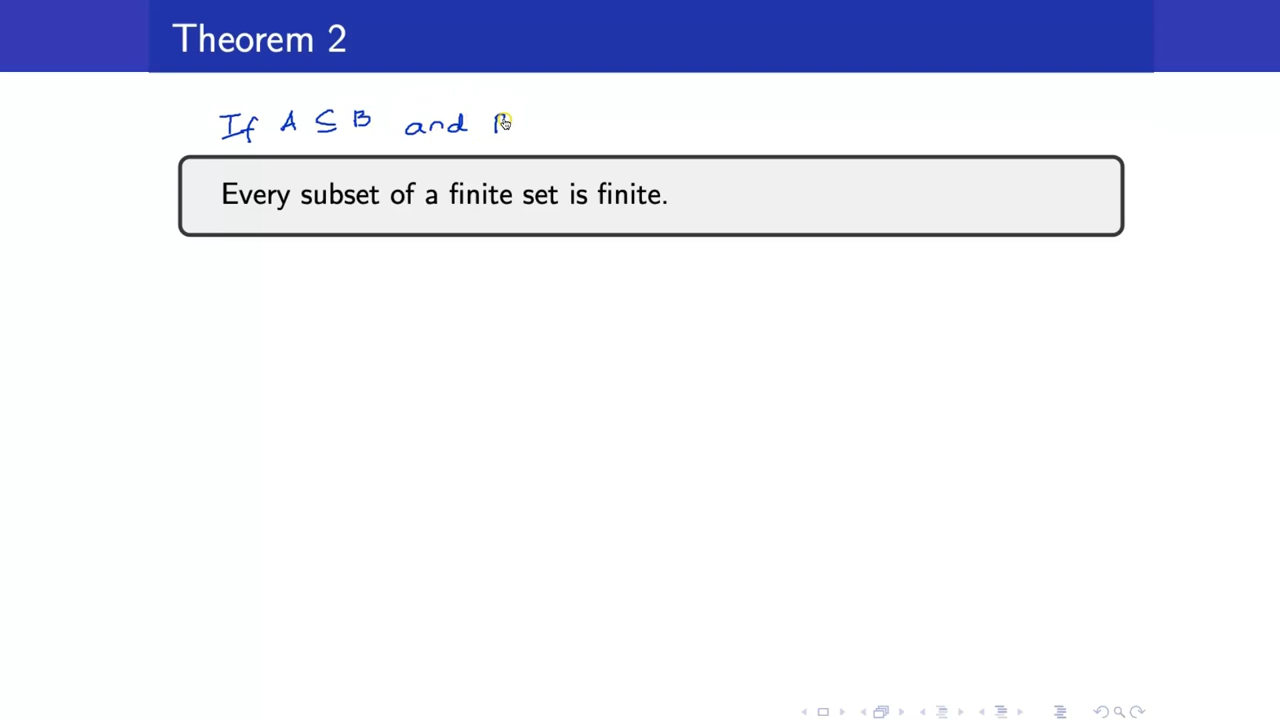 Theorem 2
If A ⊆ B and
Every subset of a finite set is finite.